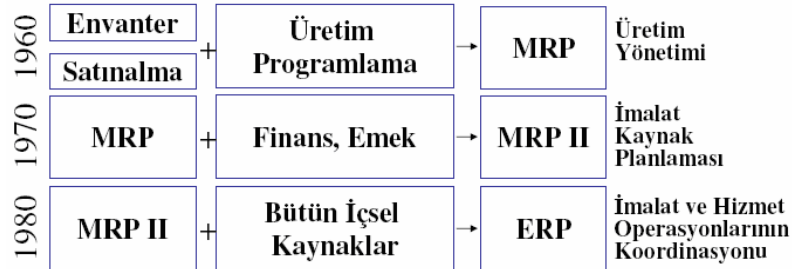 1960
Envanter
Satınalma
+
Üretim
Programlama
→
MRP
Üretim
Yönetimi
1970
MRP
+
Finans, Emek
→
MRP II
İmalat
Kaynak
Planlaması
1980
MRP II
+
Bütün İçsel
Kaynaklar
→
ERP
İmalat ve Hizmet
Operasyonlarının
Koordinasyonu